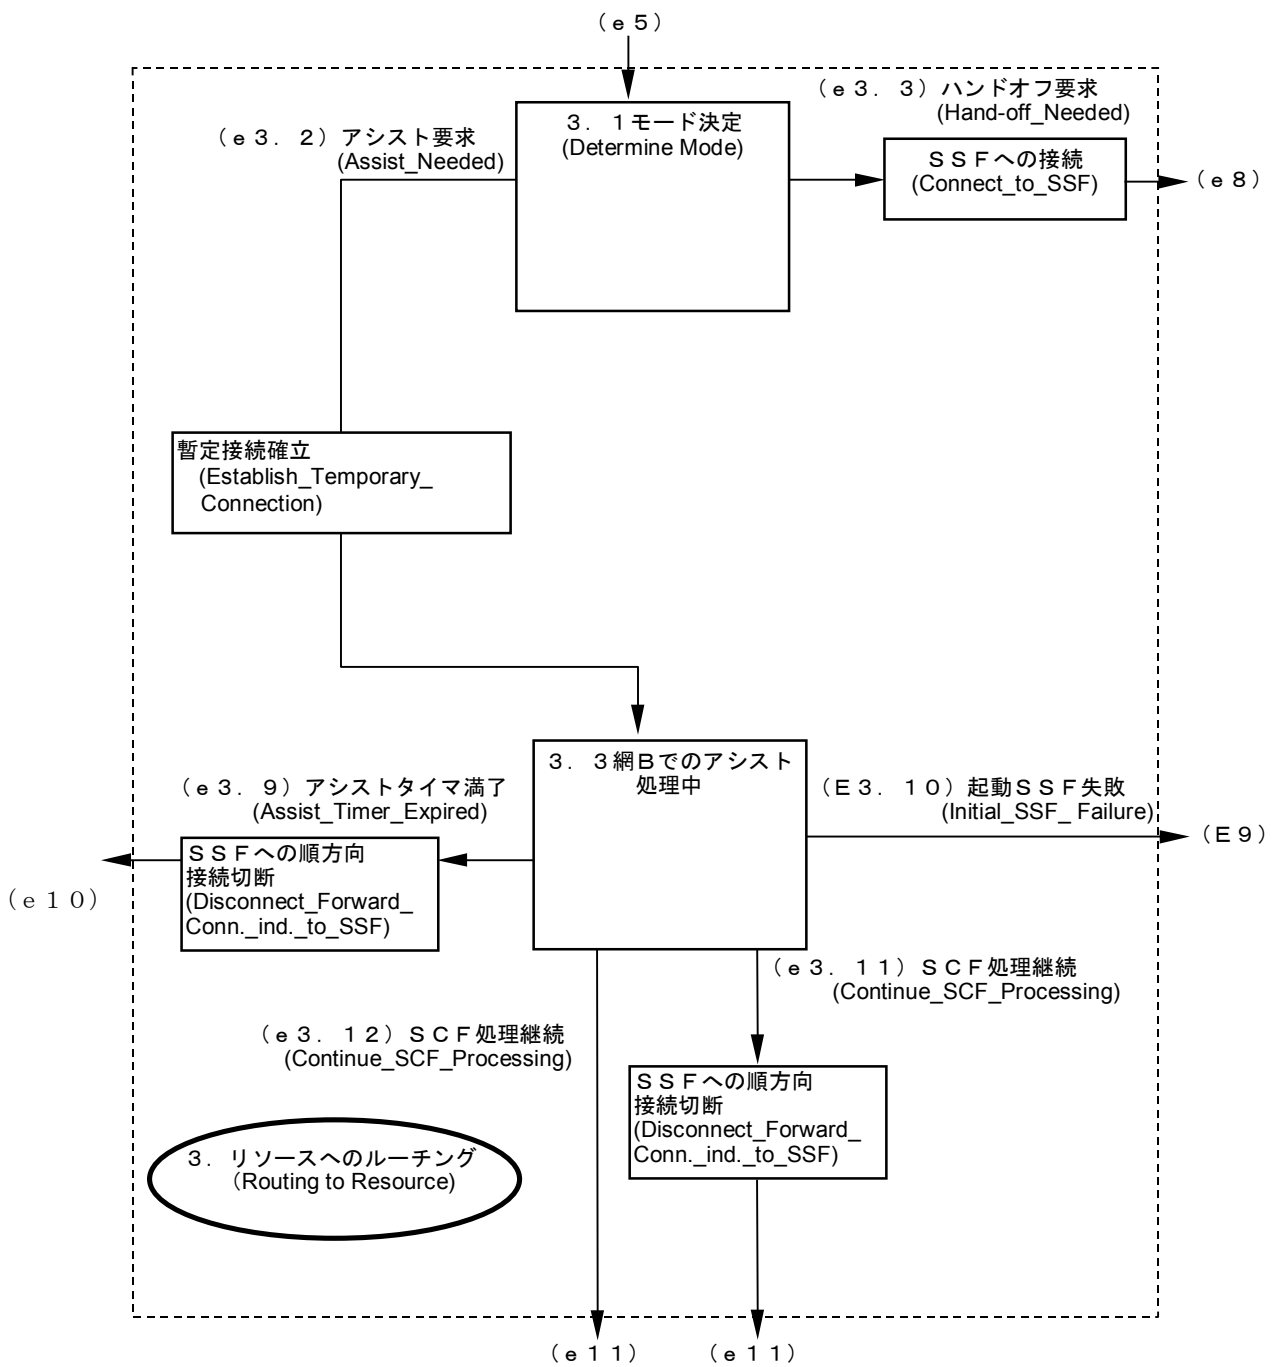 （ｅ５）
（ｅ３．３）ハンドオフ要求
(Hand-off_Needed)
（ｅ３．２）アシスト要求
(Assist_Needed)
３．１モード決定
(Determine Mode)
ＳＳＦへの接続
(Connect_to_SSF)
（ｅ８）
暫定接続確立
(Establish_Temporary_
Connection)
３．３網Ｂでのアシスト
処理中
（ｅ３．９）アシストタイマ満了
(Assist_Timer_Expired)
（Ｅ３．１０）起動ＳＳＦ失敗
(Initial_SSF_ Failure)
（Ｅ９）
ＳＳＦへの順方向
接続切断
(Disconnect_Forward_
Conn._ind._to_SSF)
（ｅ１０）
（ｅ３．１１）ＳＣＦ処理継続
(Continue_SCF_Processing)
（ｅ３．１２）ＳＣＦ処理継続
(Continue_SCF_Processing)
ＳＳＦへの順方向
接続切断
(Disconnect_Forward_
Conn._ind._to_SSF)
３．リソースへのルーチング
（Routing to Resource)
（ｅ１１）
（ｅ１１）